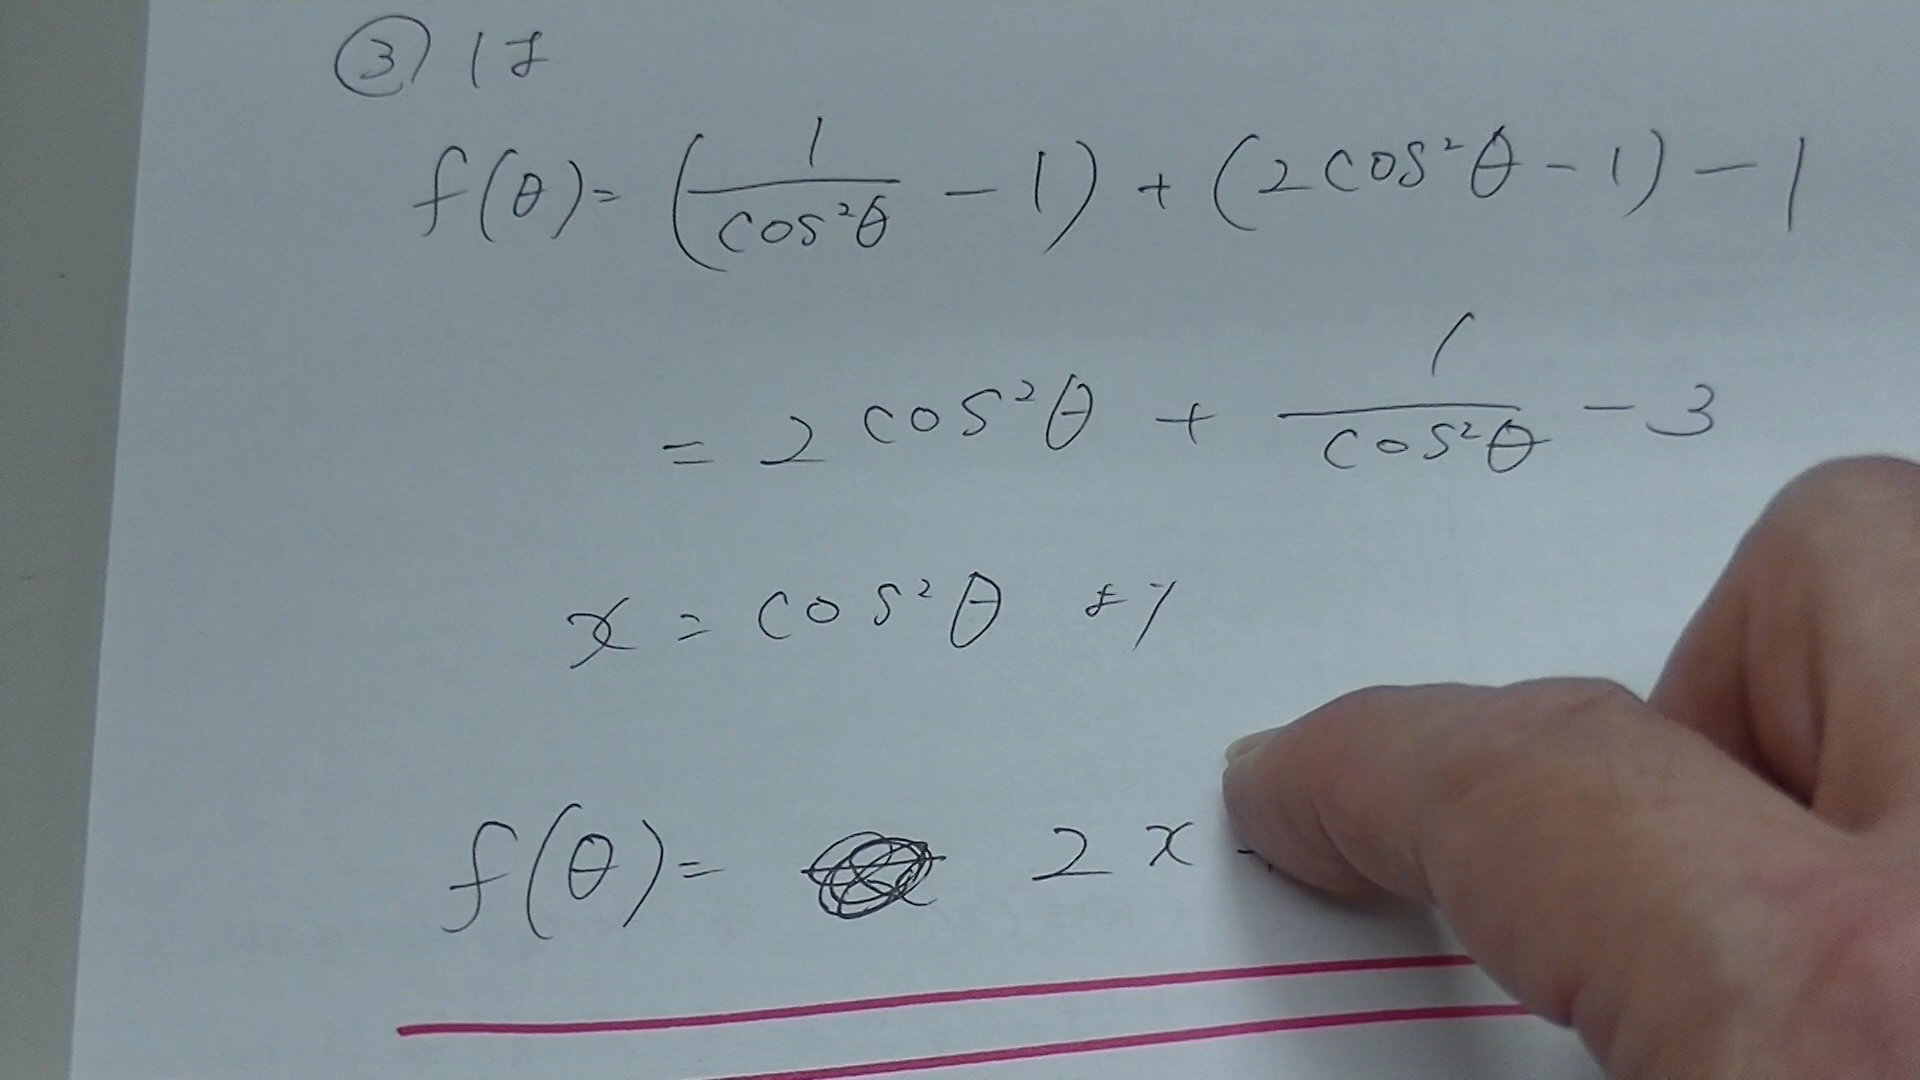 ③ は
f(θ)= (1/cos²θ - 1) + (2cos²θ - 1) - 1
= 2cos²θ + 1/cos²θ - 3
x = cos²θ より
f(θ)= 2x